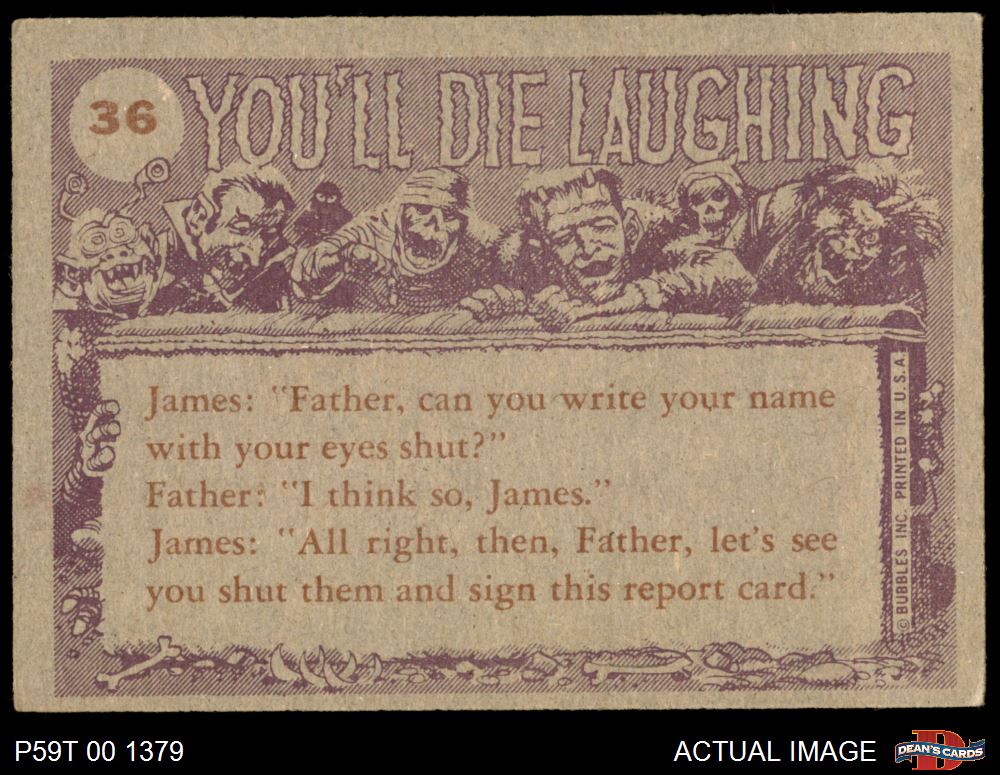 36
YOU'LL DIE LAUGHING
James: "Father, can you write your name
with your eyes shut?"
Father: "I think so, James."
James: "All right, then, Father, let's see
you shut them and sign this report card."
© BUBBLES INC. PRINTED IN U.S.A.
P59T 00 1379
ACTUAL IMAGE
DEAN'S CARDS